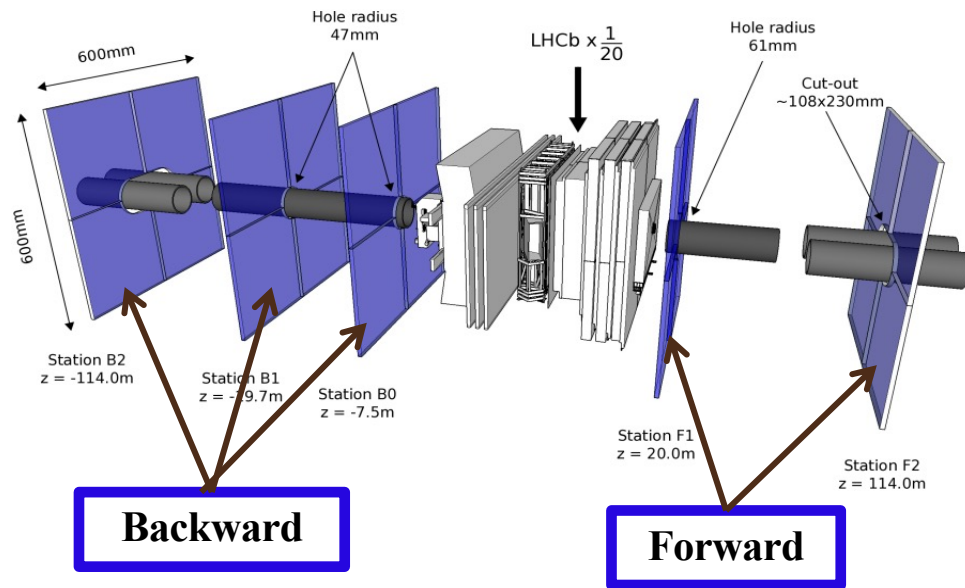 Hole radius
47mm
600mm
LHCb x 1/20
Hole radius
61mm
Cut-out
~108x230mm
600mm
Station B2
z = -114.0m
Station B1
Station B0
z = -7.5m
Station F1
z = 20.0m
Station F2
z = 114.0m
Backward
Forward